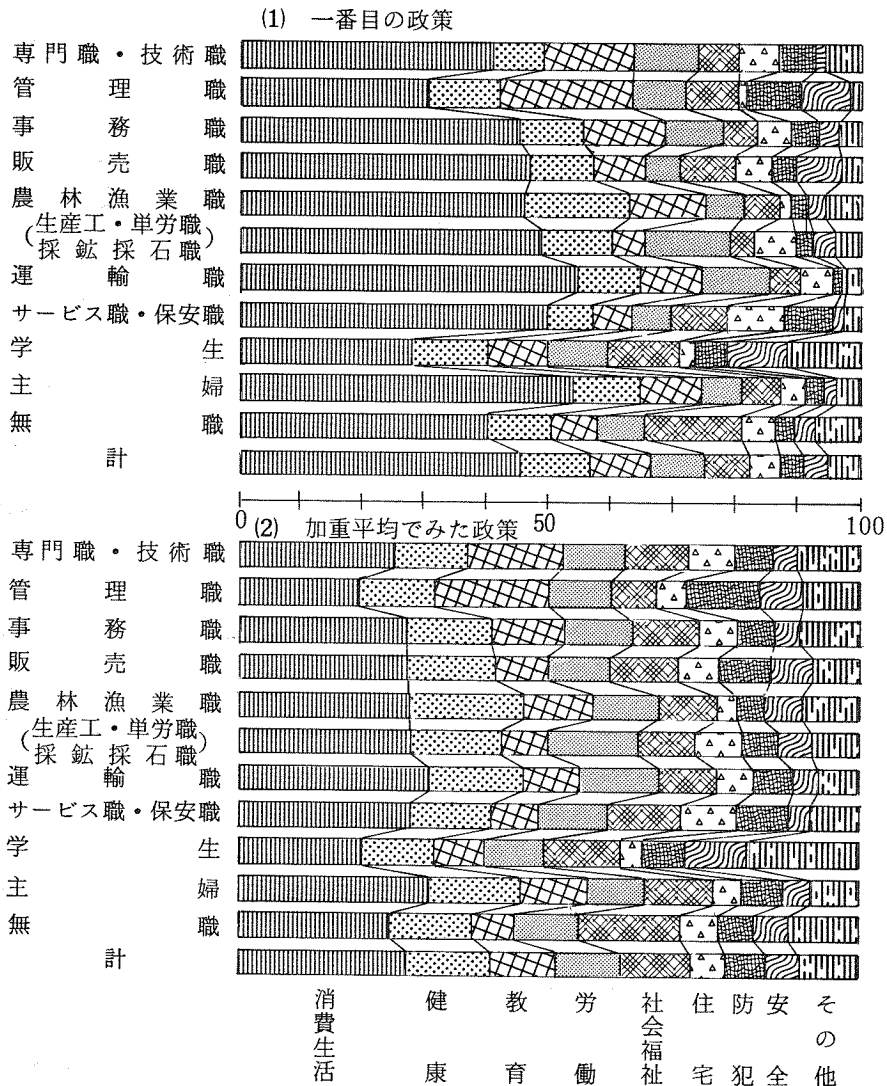 (1) 一番目の政策
専門職・技術職
管理職
事務職
販売職
農林漁業職
(生産工・単労職
採鉱採石職)
運輸職
サービス職・保安職
学生
主婦
無職
計
0 50 100
(2) 加重平均でみた政策
専門職・技術職
管理職
事務職
販売職
農林漁業職
(生産工・単労職
採鉱採石職)
運輸職
サービス職・保安職
学生
主婦
無職
計
消費生活
健康
教育
労働
社会福祉
住宅
防犯
安全
その他